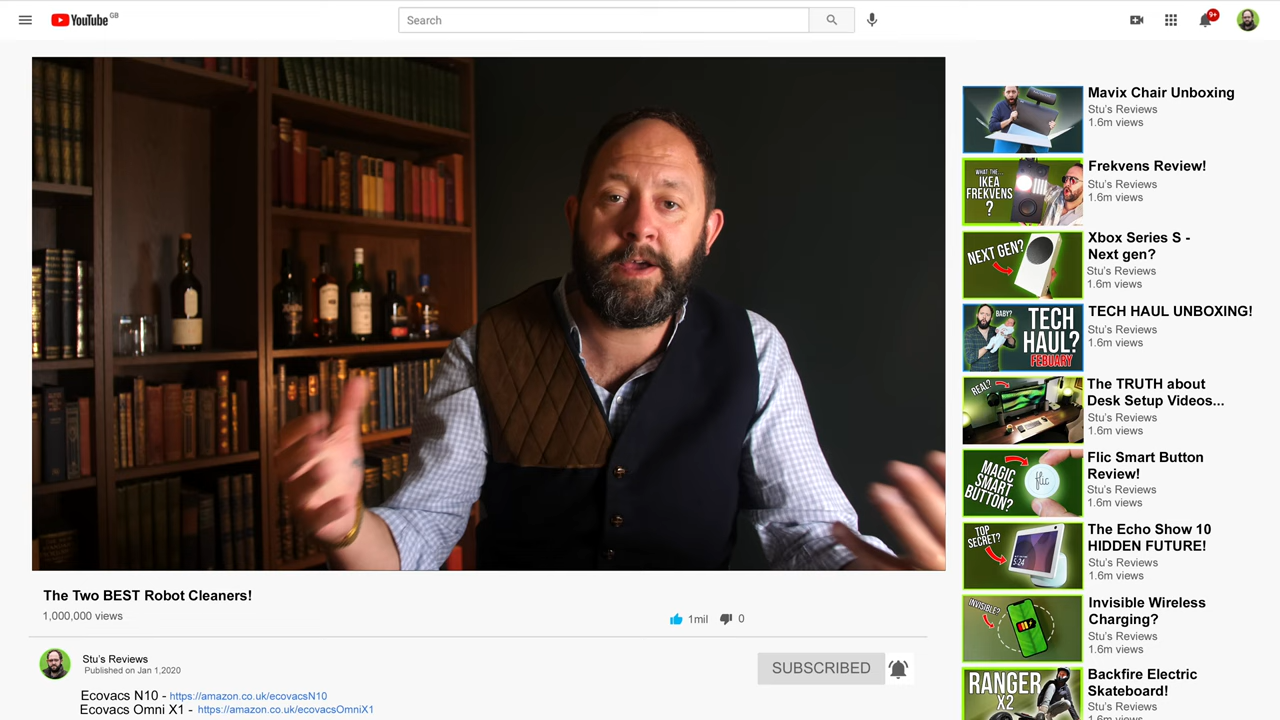 YouTube GB
Search
9+
Mavix Chair Unboxing
Stu's Reviews
1.6m views
WHAT THE....
IKEA
FREKVENS
?
Frekvens Review!
Stu's Reviews
1.6m views
NEXT GEN?
Xbox Series S -
Next gen?
Stu's Reviews
1.6m views
BABY?
TECH
HAUL?
FEBUARY
TECH HAUL UNBOXING!
Stu's Reviews
1.6m views
REAL?
The TRUTH about
Desk Setup Videos...
Stu's Reviews
1.6m views
MAGIC
SMART
BUTTON?
flic
Flic Smart Button
Review!
Stu's Reviews
1.6m views
TOP
SECRET?
5:24
The Echo Show 10
HIDDEN FUTURE!
Stu's Reviews
1.6m views
INVISIBLE?
Invisible Wireless
Charging?
Stu's Reviews
1.6m views
RANGER
X2
Backfire Electric
Skateboard!
Stu's Reviews
1.6m views
The Two BEST Robot Cleaners!
1,000,000 views
1mil 0
Stu's Reviews
Published on Jan 1,2020
SUBSCRIBED
Ecovacs N10 - https://amazon.co.uk/ecovacsN10
Ecovacs Omni X1 - https://amazon.co.uk/ecovacsOmniX1